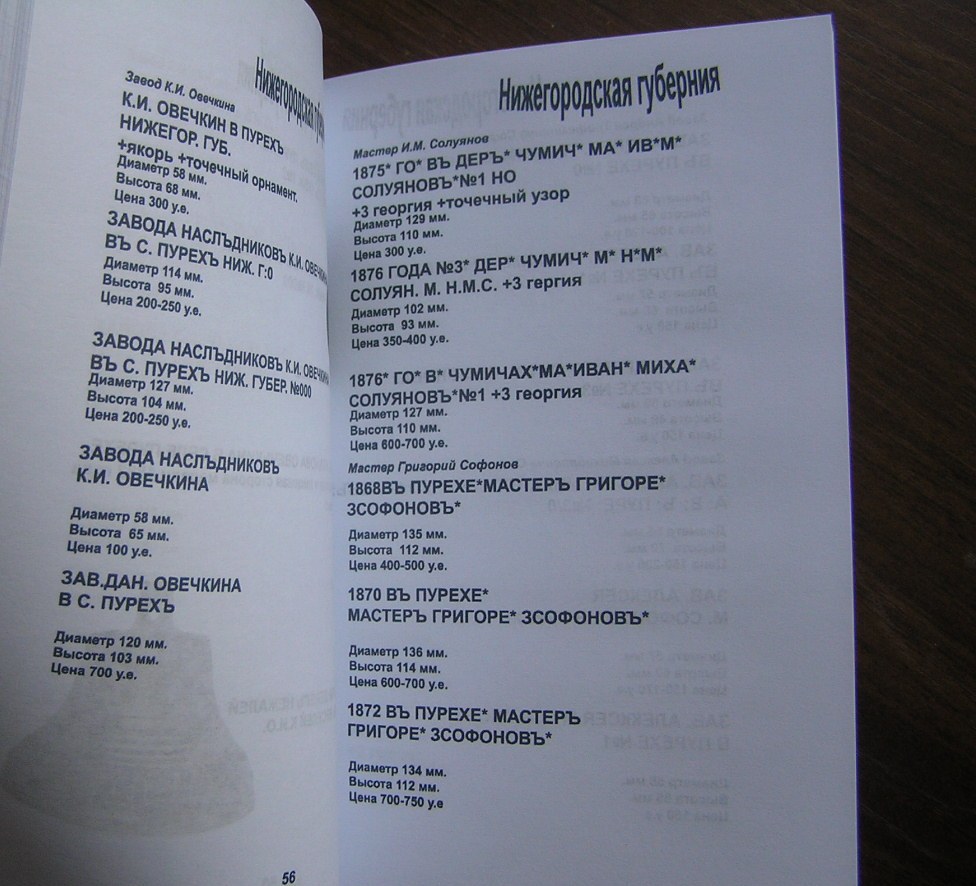 Нижегородская
Завод К.И. Овечкина
К.И. ОВЕЧКИН В ПУРЕХЪ
НИЖЕГОР. ГУБ.
+якорь +точечный орнамент.
Диаметр 58 мм.
Высота 68 мм.
Цена 300 у.е.
ЗАВОДА НАСЛЪДНИКОВЪ К.И. ОВЕЧКИН
ВЪ С. ПУРЕХЪ НИЖ. Г:0
Диаметр 114 мм.
Высота 95 мм.
Цена 200-250 у.е.
ЗАВОДА НАСЛЪДНИКОВЪ К.И. ОВЕЧКИН
ВЪ С. ПУРЕХЪ НИЖ. ГУБЕР. №000
Диаметр 127 мм.
Высота 104 мм.
Цена 200-250 у.е.
ЗАВОДА НАСЛЪДНИКОВЪ
К.И. ОВЕЧКИНА
Диаметр 58 мм.
Высота 65 мм.
Цена 100 у.е.
ЗАВ.ДАН. ОВЕЧКИНА
В С. ПУРЕХЪ
Диаметр 120 мм.
Высота 103 мм.
Цена 700 у.е.
56
Нижегородская губерния
Мастер И.М. Солуянов
1875* ГО* ВЪ ДЕРЪ* ЧУМИЧ* МА* ИВ*М*
СОЛУЯНОВЪ*№1 НО
+3 георгия +точечный узор
Диаметр 129 мм.
Высота 110 мм.
Цена 300 у.е.
1876 ГОДА №3* ДЕР* ЧУМИЧ* М* Н*М*
СОЛУЯН. М. Н.М.С. +3 гергия
Диаметр 102 мм.
Высота 93 мм.
Цена 350-400 у.е.
1876* ГО* В* ЧУМИЧАХ*МА*ИВАН* МИХА*
СОЛУЯНОВЪ*№1 +3 георгия
Диаметр 127 мм.
Высота 110 мм.
Цена 600-700 у.е.
Мастер Григорий Софонов
1868ВЪ ПУРЕХЕ*МАСТЕРЪ ГРИГОРЕ*
ЗСОФОНОВЪ*
Диаметр 135 мм.
Высота 112 мм.
Цена 400-500 у.е.
1870 ВЪ ПУРЕХЕ*
МАСТЕРЪ ГРИГОРЕ* ЗСОФОНОВЪ*
Диаметр 136 мм.
Высота 114 мм.
Цена 600-700 у.е.
1872 ВЪ ПУРЕХЕ* МАСТЕРЪ
ГРИГОРЕ* ЗСОФОНОВЪ*
Диаметр 134 мм.
Высота 112 мм.
Цена 700-750 у.е